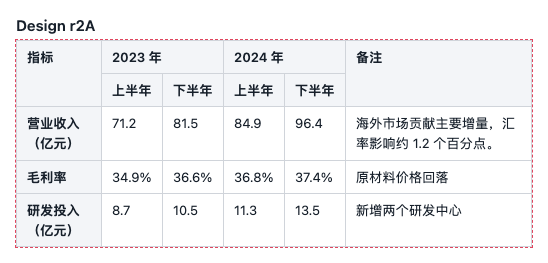 Design r2A
指标 2023 年 2024 年 备注
上半年 下半年 上半年 下半年
营业收入（亿元） 71.2 81.5 84.9 96.4 海外市场贡献主要增量，汇率影响约 1.2 个百分点。
毛利率 34.9% 36.6% 36.8% 37.4% 原材料价格回落
研发投入（亿元） 8.7 10.5 11.3 13.5 新增两个研发中心